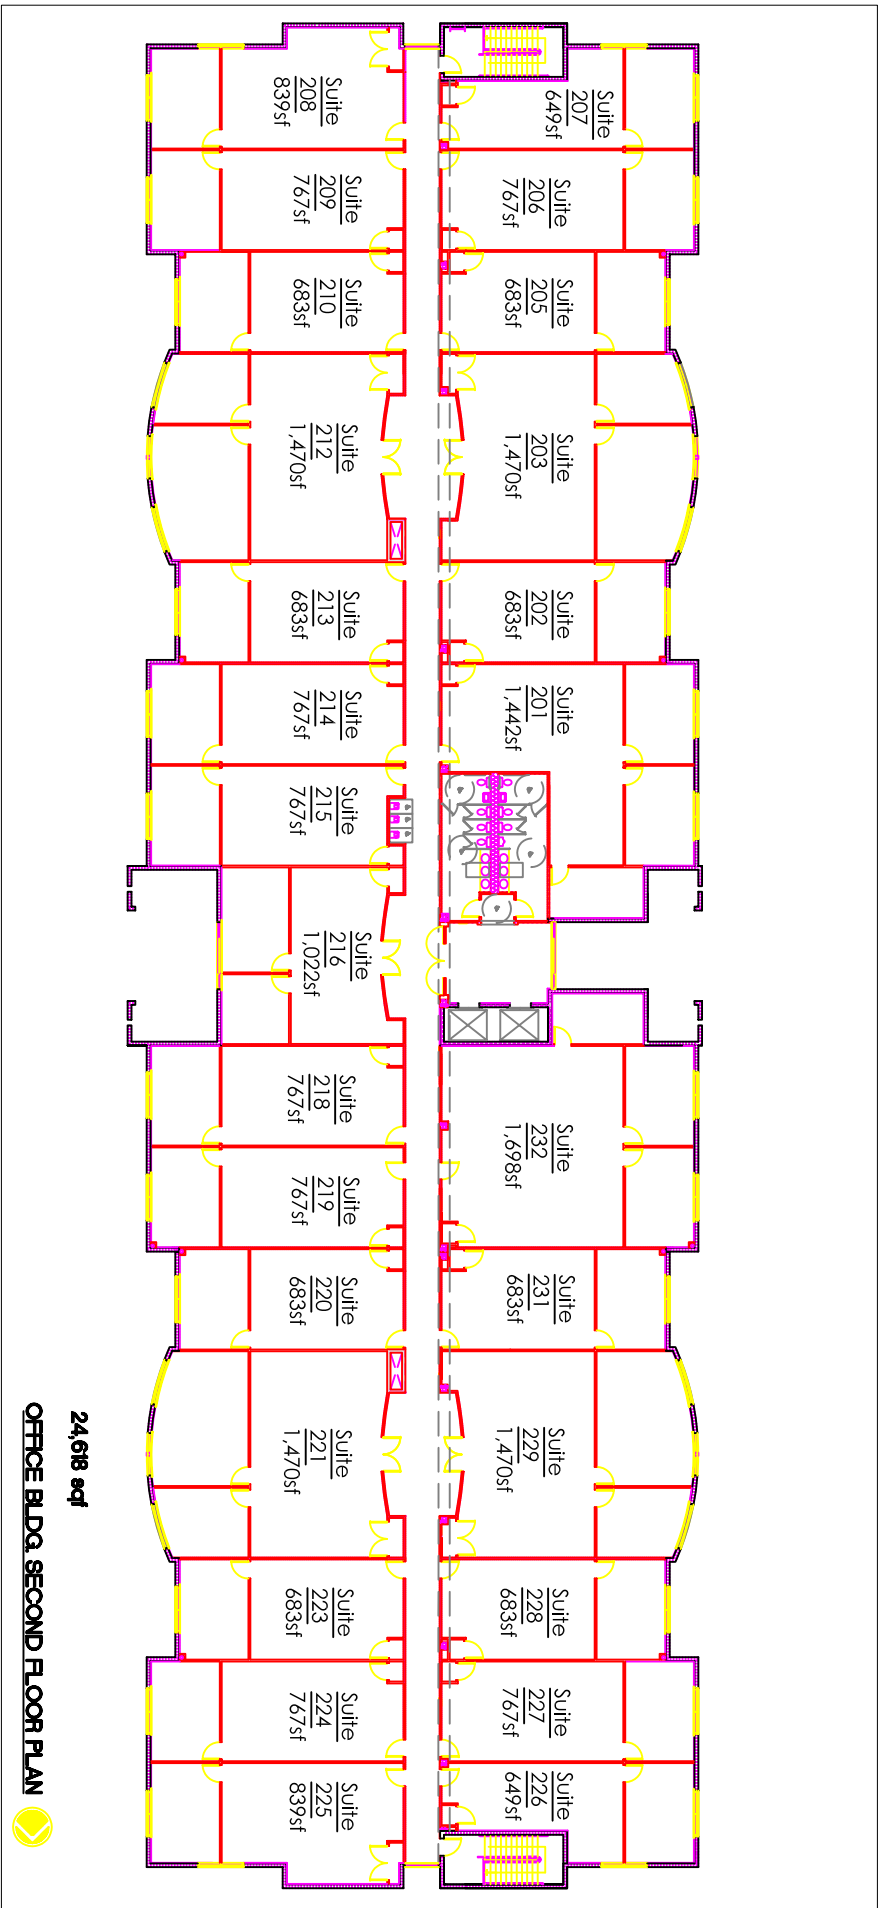 Suite
207
649sf
Suite
208
839sf
Suite
206
767sf
Suite
209
767sf
Suite
205
683sf
Suite
210
683sf
Suite
203
1,470sf
Suite
212
1,470sf
Suite
202
683sf
Suite
213
683sf
Suite
201
1,442sf
Suite
214
767sf
Suite
215
767sf
Suite
216
1,022sf
Suite
218
767sf
Suite
232
1,698sf
Suite
219
767sf
Suite
231
683sf
Suite
220
683sf
Suite
229
1,470sf
Suite
221
1,470sf
Suite
228
683sf
Suite
223
683sf
Suite
227
767sf
Suite
224
767sf
Suite
226
649sf
Suite
225
839sf
24,618 sqf
OFFICE BLDG. SECOND FLOOR PLAN